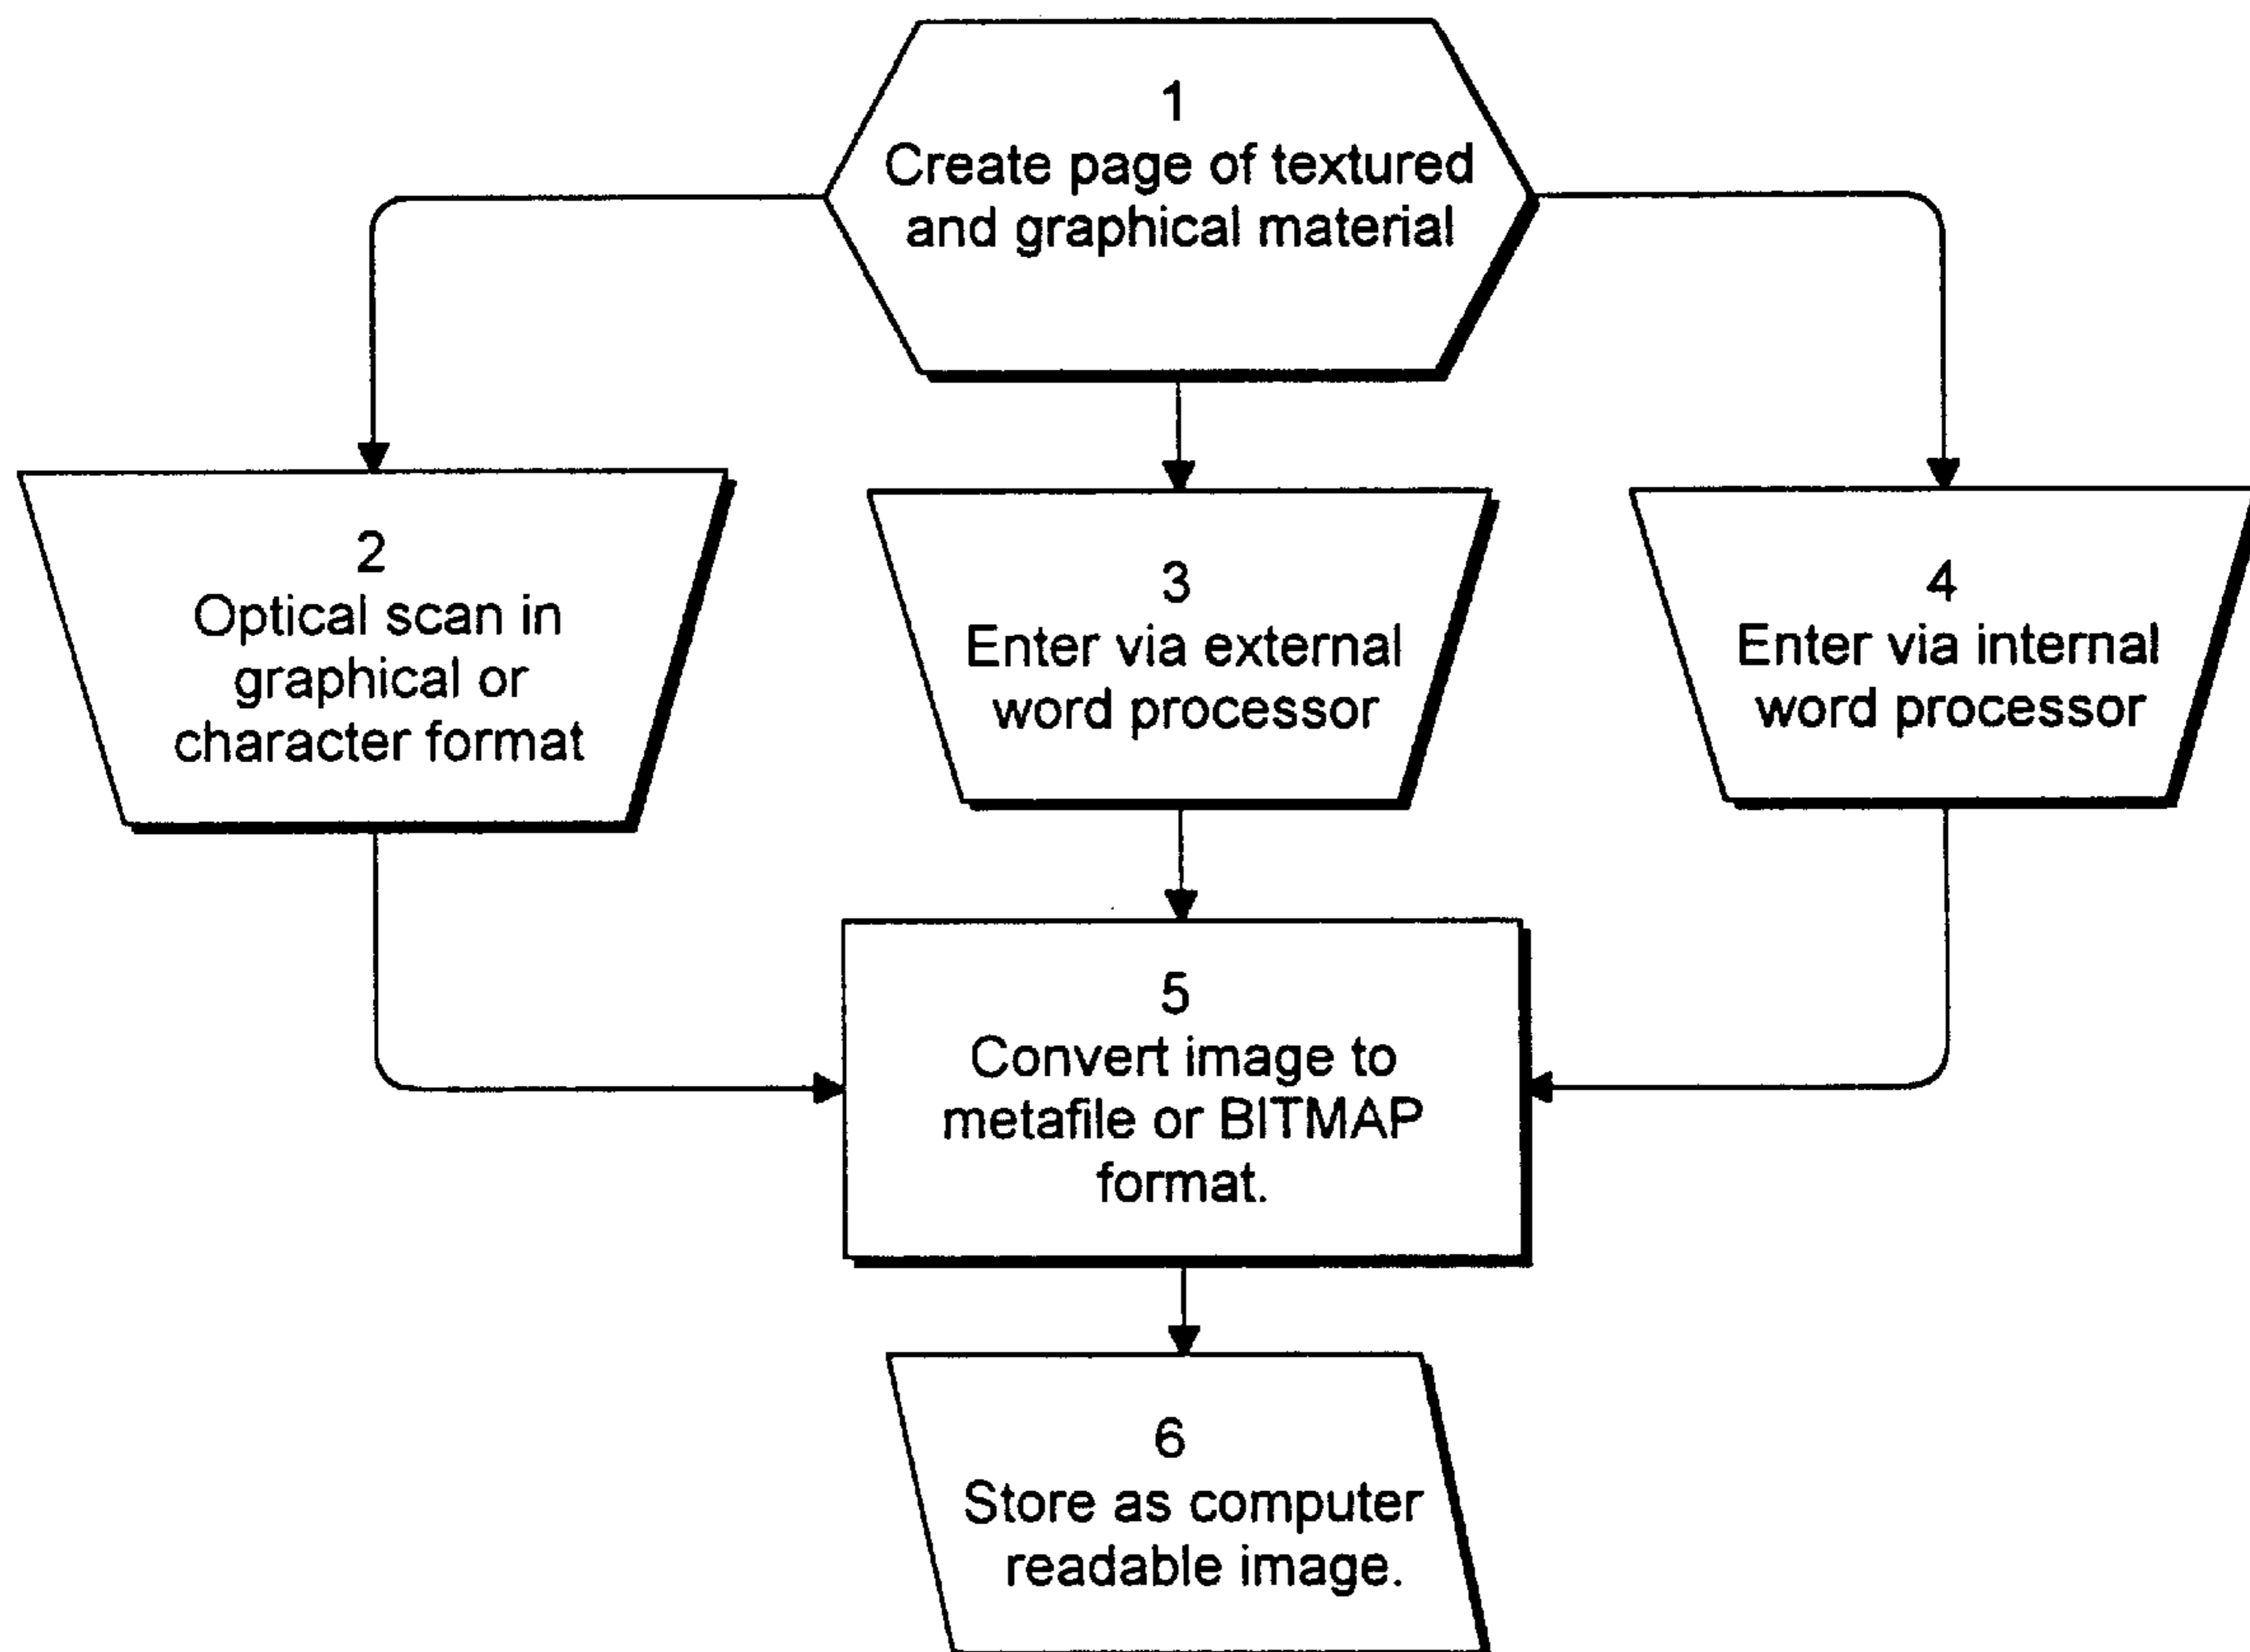 1
Create page of textured
and graphical material
2
Optical scan in
graphical or
character format
3
Enter via external
word processor
4
Enter via internal
word processor
5
Convert image to
metafile or BITMAP
format.
6
Store as computer
readable image.